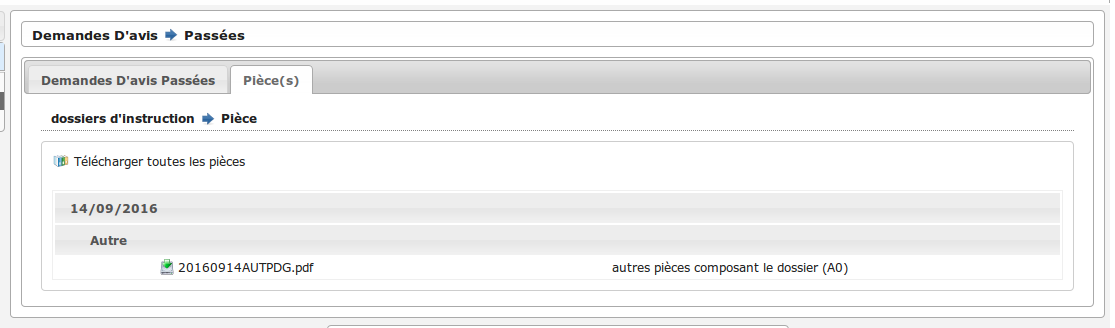 Demandes D'avis Passées
Demandes D'avis Passées Pièce(s)
dossiers d'instruction Pièce
Télécharger toutes les pièces
14/09/2016
Autre
20160914AUTPDG.pdf autres pièces composant le dossier (A0)